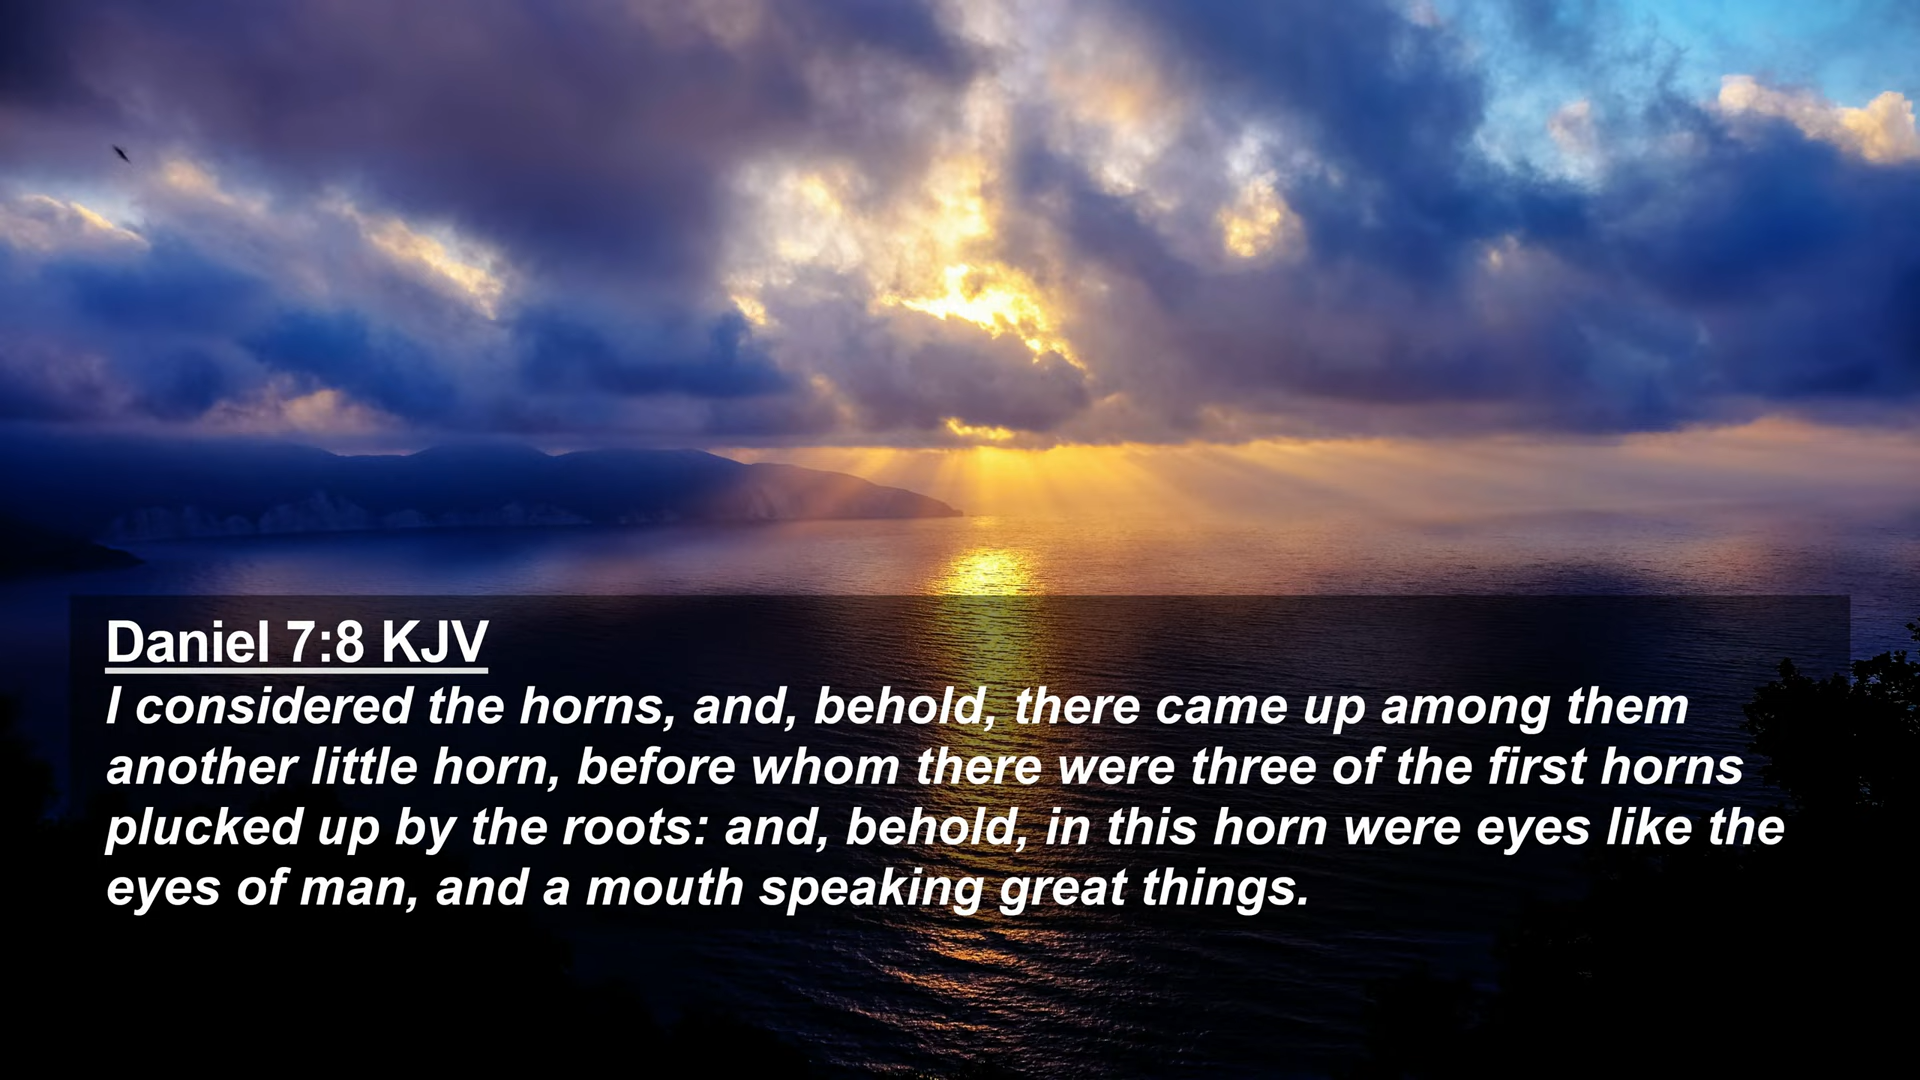 Daniel 7:8 KJV
I considered the horns, and, behold, there came up among them
another little horn, before whom there were three of the first horns
plucked up by the roots: and, behold, in this horn were eyes like the
eyes of man, and a mouth speaking great things.